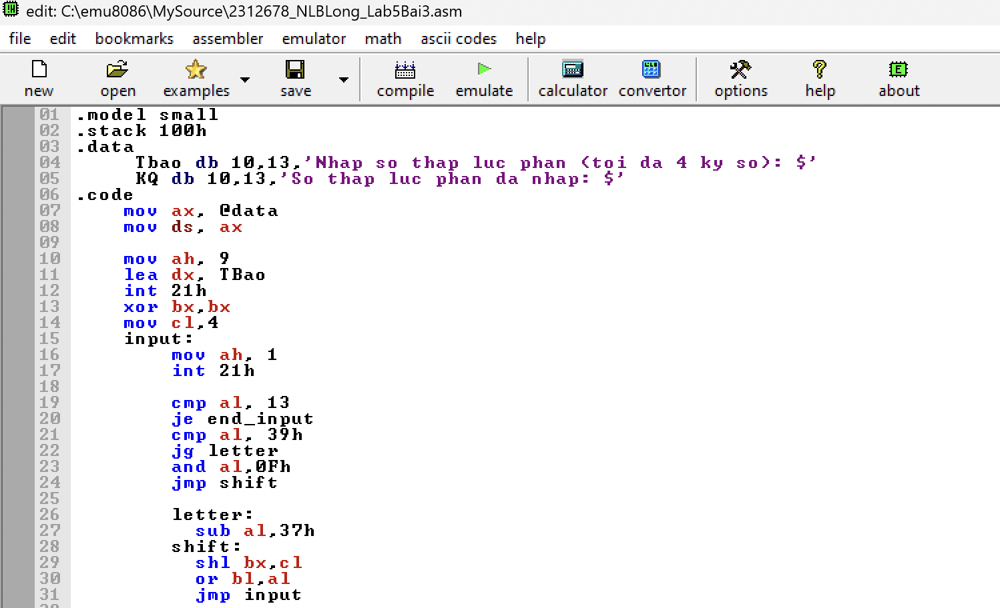 edit: C:\emu8086\MySource\2312678_NLBLong_Lab5Bai3.asm
file edit bookmarks assembler emulator math ascii codes help
new open examples save compile emulate calculator convertor options help about
01 .model small
02 .stack 100h
03 .data
04 Tbao db 10,13,'Nhap so thap luc phan (toi da 4 ky so): $'
05 KQ db 10,13,'So thap luc phan da nhap: $'
06 .code
07 mov ax, @data
08 mov ds, ax
09
10 mov ah, 9
11 lea dx, TBao
12 int 21h
13 xor bx,bx
14 mov cl,4
15 input:
16 mov ah, 1
17 int 21h
18
19 cmp al, 13
20 je end_input
21 cmp al, 39h
22 jg letter
23 and al,0Fh
24 jmp shift
25
26 letter:
27 sub al,37h
28 shift:
29 shl bx,cl
30 or bl,al
31 jmp input